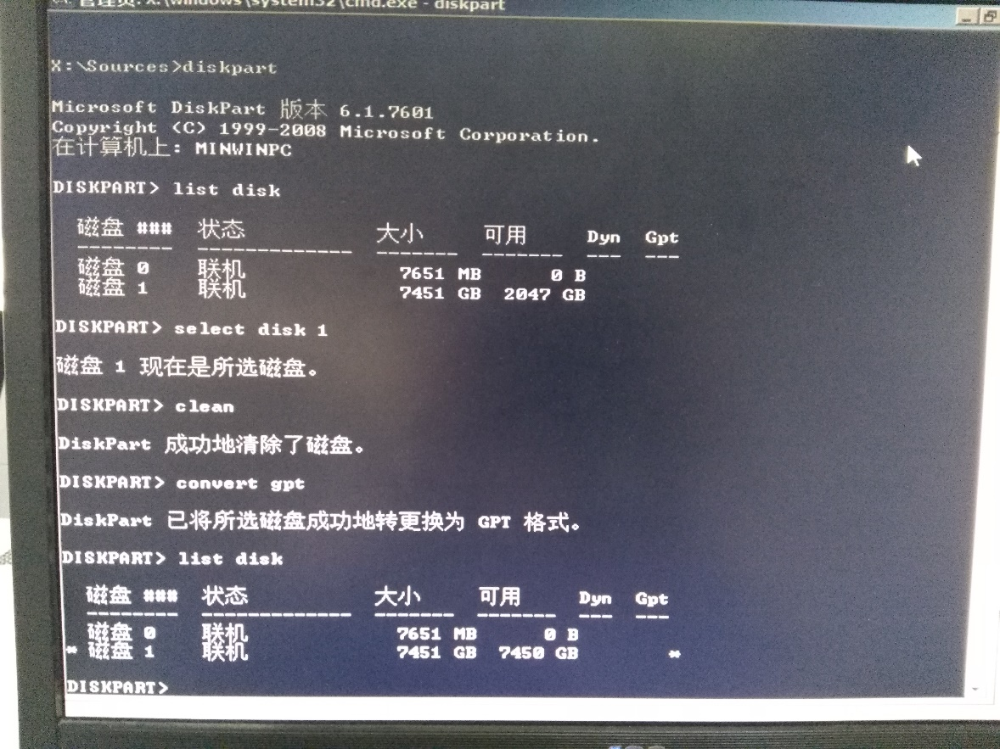 管理员: X:\windows\system32\cmd.exe - diskpart
X:\Sources>diskpart
Microsoft DiskPart 版本 6.1.7601
Copyright (C) 1999-2008 Microsoft Corporation.
在计算机上: MINWINPC
DISKPART> list disk
磁盘 ### 状态 大小 可用 Dyn Gpt
-------- ------------- ------- ------- --- ---
磁盘 0 联机 7651 MB 0 B
磁盘 1 联机 7451 GB 2047 GB
DISKPART> select disk 1
磁盘 1 现在是所选磁盘。
DISKPART> clean
DiskPart 成功地清除了磁盘。
DISKPART> convert gpt
DiskPart 已将所选磁盘成功地转更换为 GPT 格式。
DISKPART> list disk
磁盘 ### 状态 大小 可用 Dyn Gpt
-------- ------------- ------- ------- --- ---
磁盘 0 联机 7651 MB 0 B
* 磁盘 1 联机 7451 GB 7450 GB *
DISKPART>